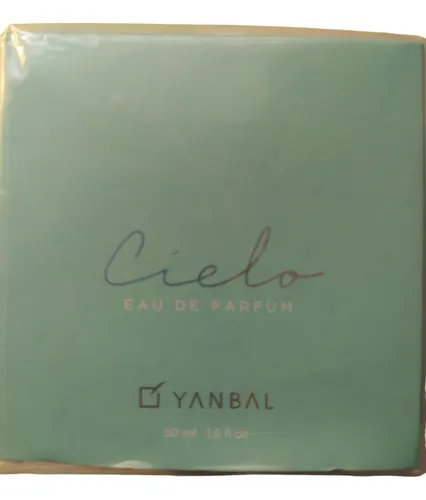 Cielo
EAU DE PARFUM
YANBAL
50 ml 1.6 fl oz